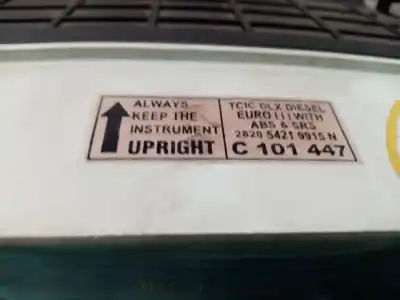 ALWAYS
KEEP THE
INSTRUMENT
UPRIGHT
TCIC DLX DIESEL
EURO III WITH
ABS & SRS
2820 5421 9915 N
C 101 447